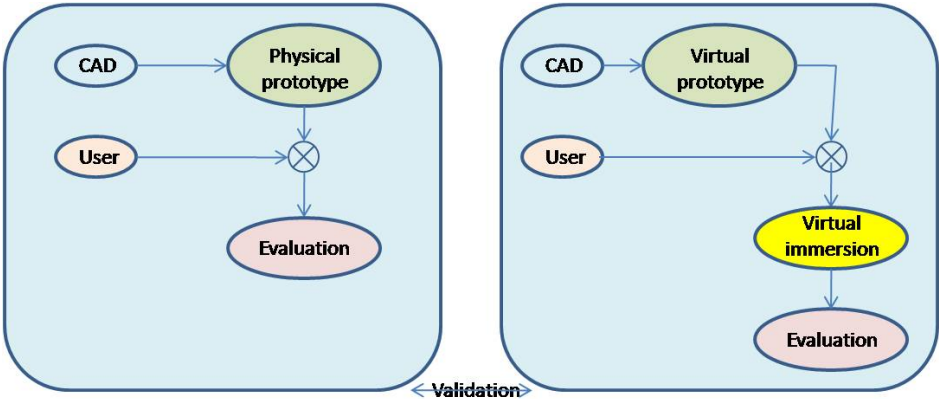 CAD
Physical
prototype
User
Evaluation
CAD
Virtual
prototype
User
Virtual
immersion
Evaluation
Validation